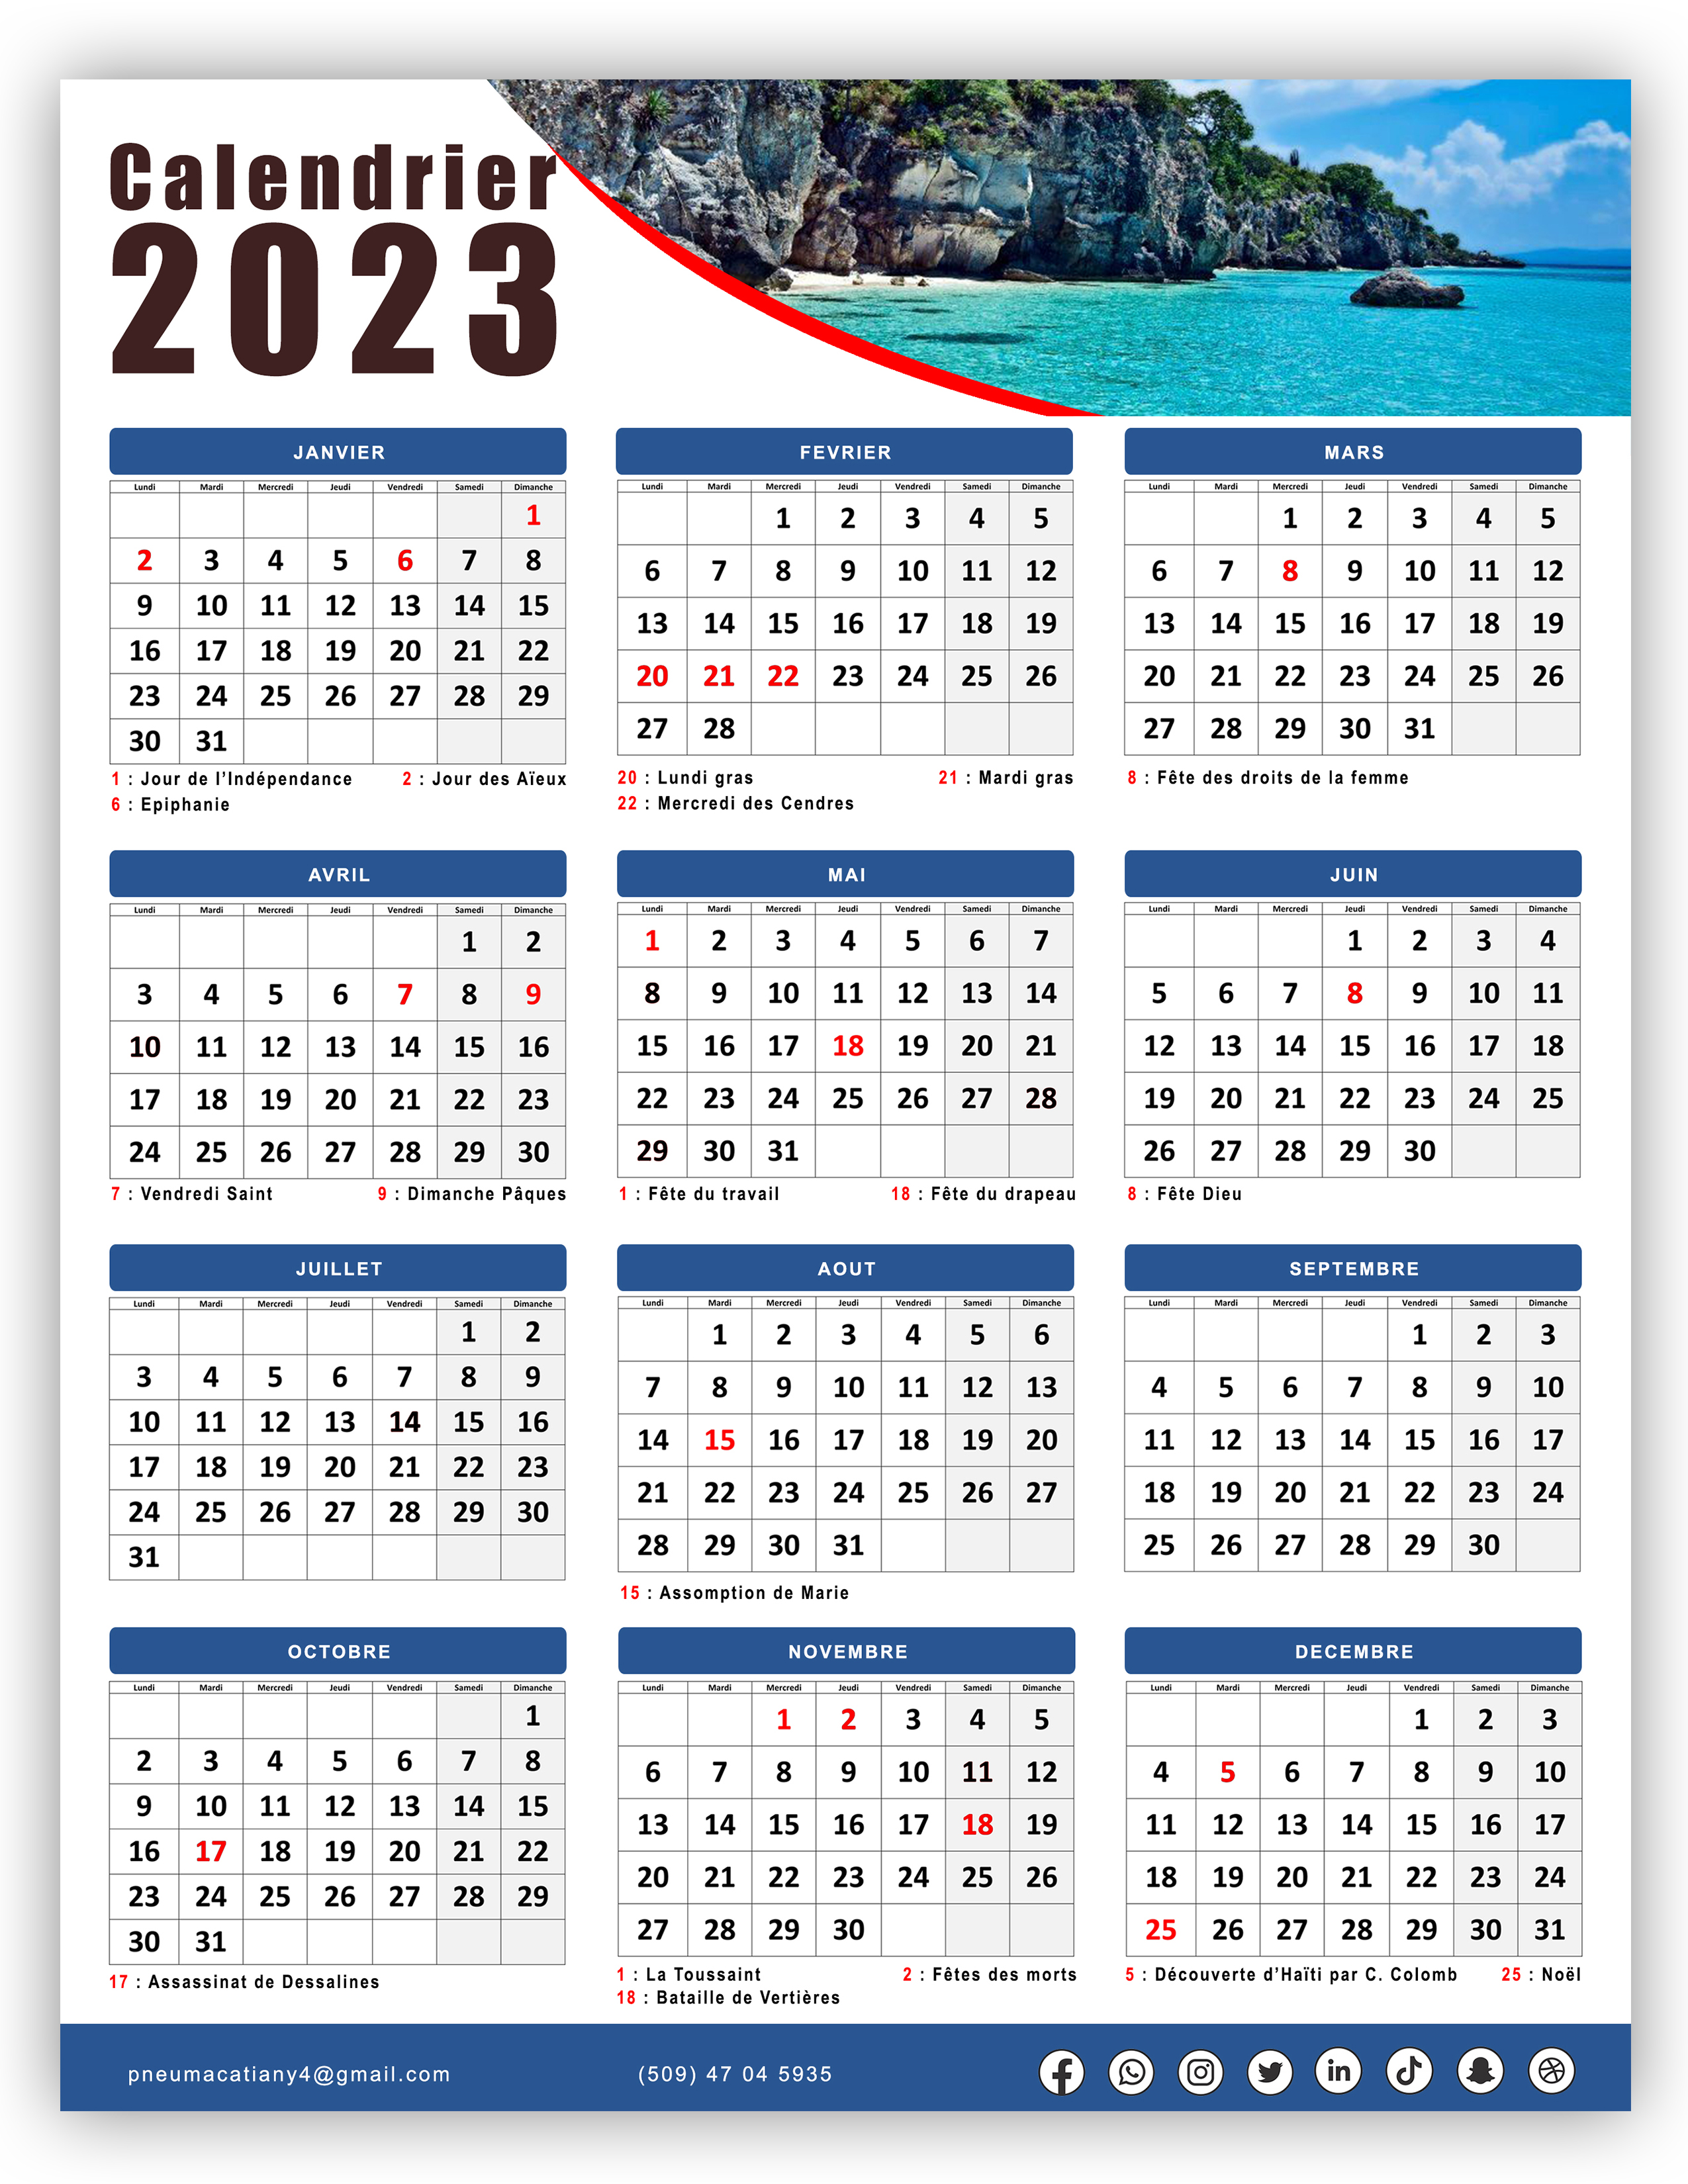 Calendrier
2023
JANVIER
Lundi Mardi Mercredi Jeudi Vendredi Samedi Dimanche
1
2 3 4 5 6 7 8
9 10 11 12 13 14 15
16 17 18 19 20 21 22
23 24 25 26 27 28 29
30 31
1 : Jour de l’Indépendance 2 : Jour des Aïeux
6 : Epiphanie
FEVRIER
Lundi Mardi Mercredi Jeudi Vendredi Samedi Dimanche
1 2 3 4 5
6 7 8 9 10 11 12
13 14 15 16 17 18 19
20 21 22 23 24 25 26
27 28
20 : Lundi gras 21 : Mardi gras
22 : Mercredi des Cendres
MARS
Lundi Mardi Mercredi Jeudi Vendredi Samedi Dimanche
1 2 3 4 5
6 7 8 9 10 11 12
13 14 15 16 17 18 19
20 21 22 23 24 25 26
27 28 29 30 31
8 : Fête des droits de la femme
AVRIL
Lundi Mardi Mercredi Jeudi Vendredi Samedi Dimanche
1 2
3 4 5 6 7 8 9
10 11 12 13 14 15 16
17 18 19 20 21 22 23
24 25 26 27 28 29 30
7 : Vendredi Saint 9 : Dimanche Pâques
MAI
Lundi Mardi Mercredi Jeudi Vendredi Samedi Dimanche
1 2 3 4 5 6 7
8 9 10 11 12 13 14
15 16 17 18 19 20 21
22 23 24 25 26 27 28
29 30 31
1 : Fête du travail 18 : Fête du drapeau
JUIN
Lundi Mardi Mercredi Jeudi Vendredi Samedi Dimanche
1 2 3 4
5 6 7 8 9 10 11
12 13 14 15 16 17 18
19 20 21 22 23 24 25
26 27 28 29 30
8 : Fête Dieu
JUILLET
Lundi Mardi Mercredi Jeudi Vendredi Samedi Dimanche
1 2
3 4 5 6 7 8 9
10 11 12 13 14 15 16
17 18 19 20 21 22 23
24 25 26 27 28 29 30
31
AOUT
Lundi Mardi Mercredi Jeudi Vendredi Samedi Dimanche
1 2 3 4 5 6
7 8 9 10 11 12 13
14 15 16 17 18 19 20
21 22 23 24 25 26 27
28 29 30 31
15 : Assomption de Marie
SEPTEMBRE
Lundi Mardi Mercredi Jeudi Vendredi Samedi Dimanche
1 2 3
4 5 6 7 8 9 10
11 12 13 14 15 16 17
18 19 20 21 22 23 24
25 26 27 28 29 30
OCTOBRE
Lundi Mardi Mercredi Jeudi Vendredi Samedi Dimanche
1
2 3 4 5 6 7 8
9 10 11 12 13 14 15
16 17 18 19 20 21 22
23 24 25 26 27 28 29
30 31
17 : Assassinat de Dessalines
NOVEMBRE
Lundi Mardi Mercredi Jeudi Vendredi Samedi Dimanche
1 2 3 4 5
6 7 8 9 10 11 12
13 14 15 16 17 18 19
20 21 22 23 24 25 26
27 28 29 30
1 : La Toussaint 2 : Fêtes des morts
18 : Bataille de Vertières
DECEMBRE
Lundi Mardi Mercredi Jeudi Vendredi Samedi Dimanche
1 2 3
4 5 6 7 8 9 10
11 12 13 14 15 16 17
18 19 20 21 22 23 24
25 26 27 28 29 30 31
5 : Découverte d’Haïti par C. Colomb 25 : Noël
pneumacatiany4@gmail.com (509) 47 04 5935